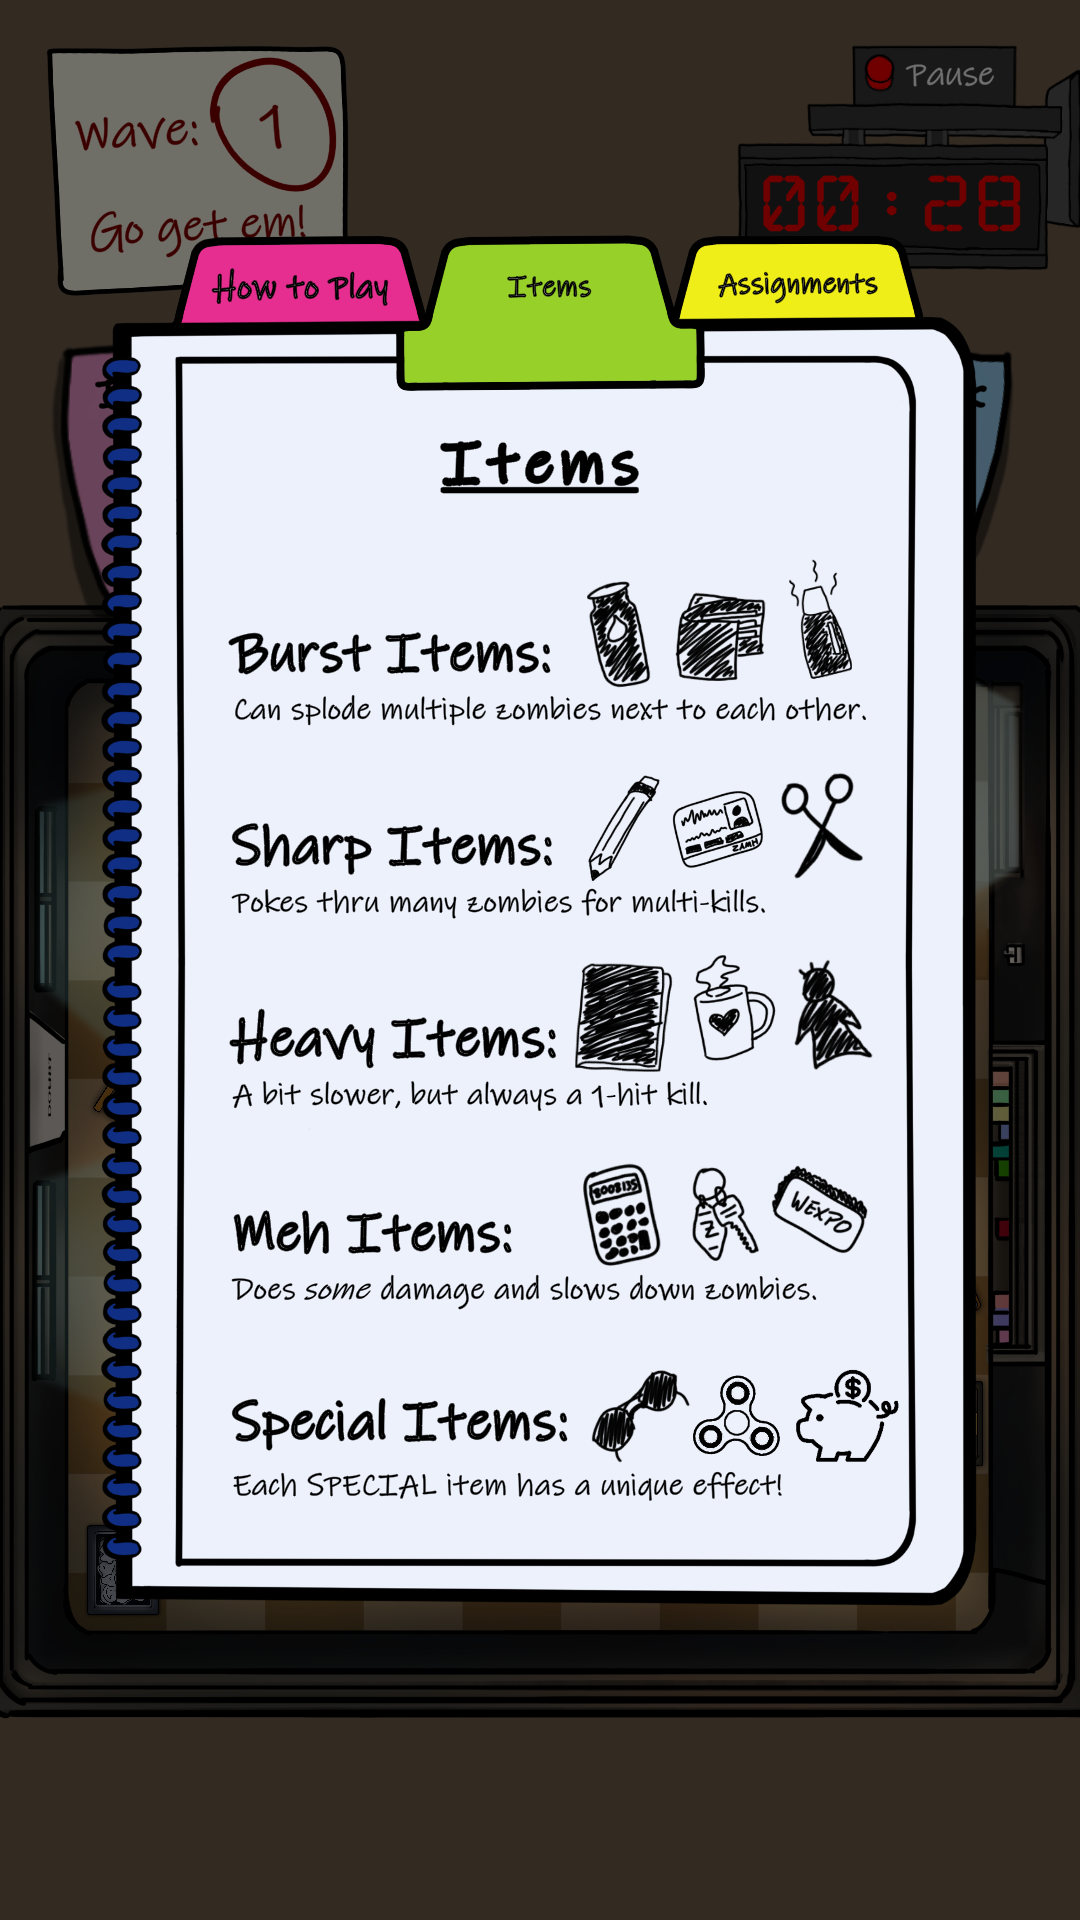 Wave: 1
Go get em!
Pause
00:28
How to Play
Items
Assignments
Items
Burst Items:
Can splode multiple zombies next to each other.
Sharp Items:
HWYZ
Pokes thru many zombies for multi-kills.
Heavy Items:
A bit slower, but always a 1-hit kill.
Meh Items:
8008135
Z
WEXPO
Does some damage and slows down zombies.
Special Items:
$
Each SPECIAL item has a unique effect!